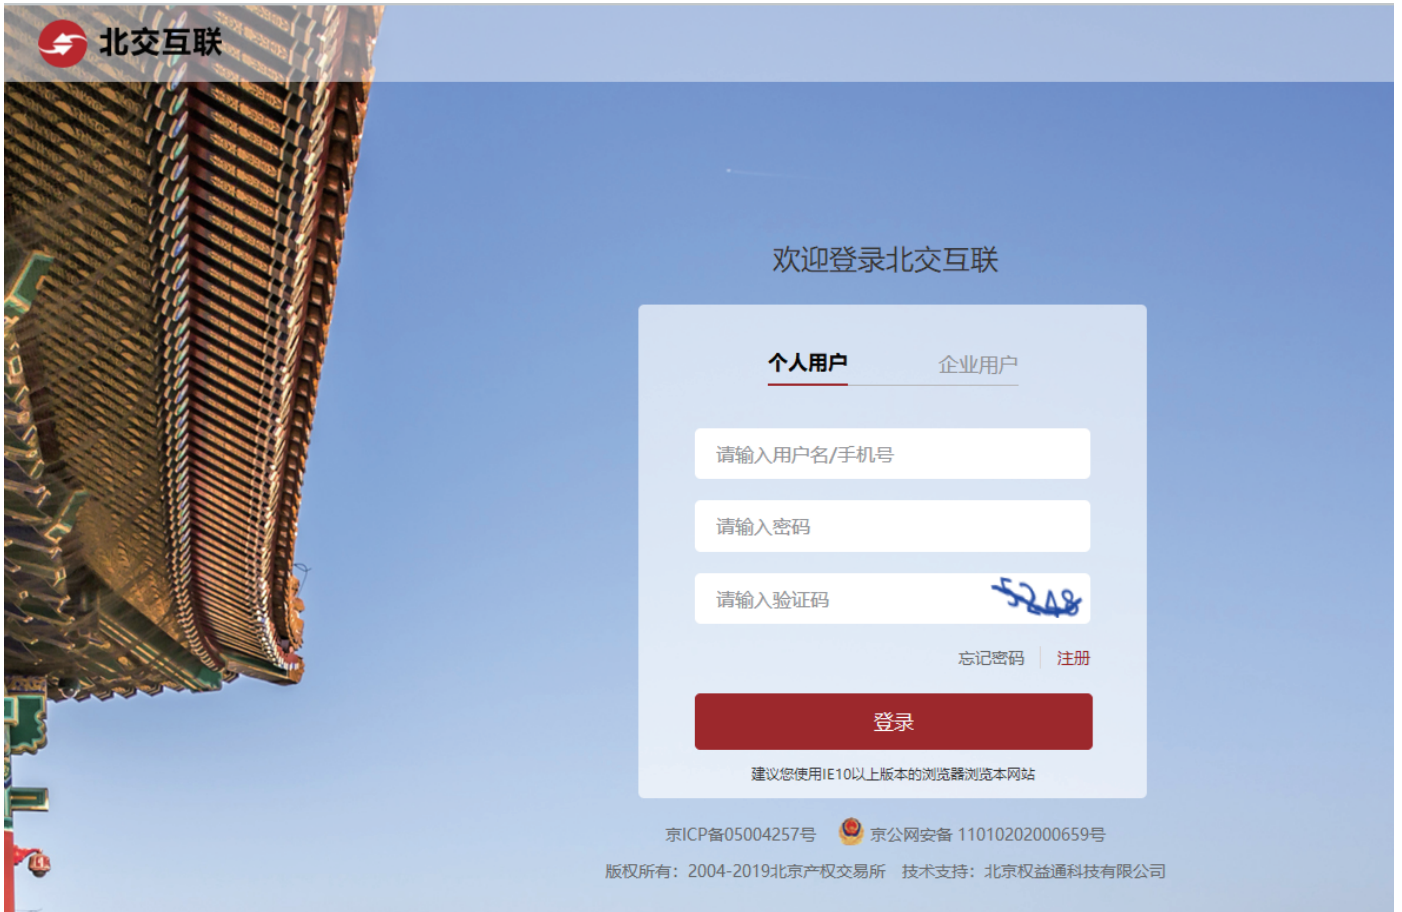 北交互联
欢迎登录北交互联
个人用户 企业用户
请输入用户名/手机号
请输入密码
请输入验证码 5248
忘记密码 注册
登录
建议您使用IE10以上版本的浏览器浏览本网站
京ICP备05004257号 京公网安备 11010202000659号
版权所有：2004-2019北京产权交易所 技术支持：北京权益通科技有限公司